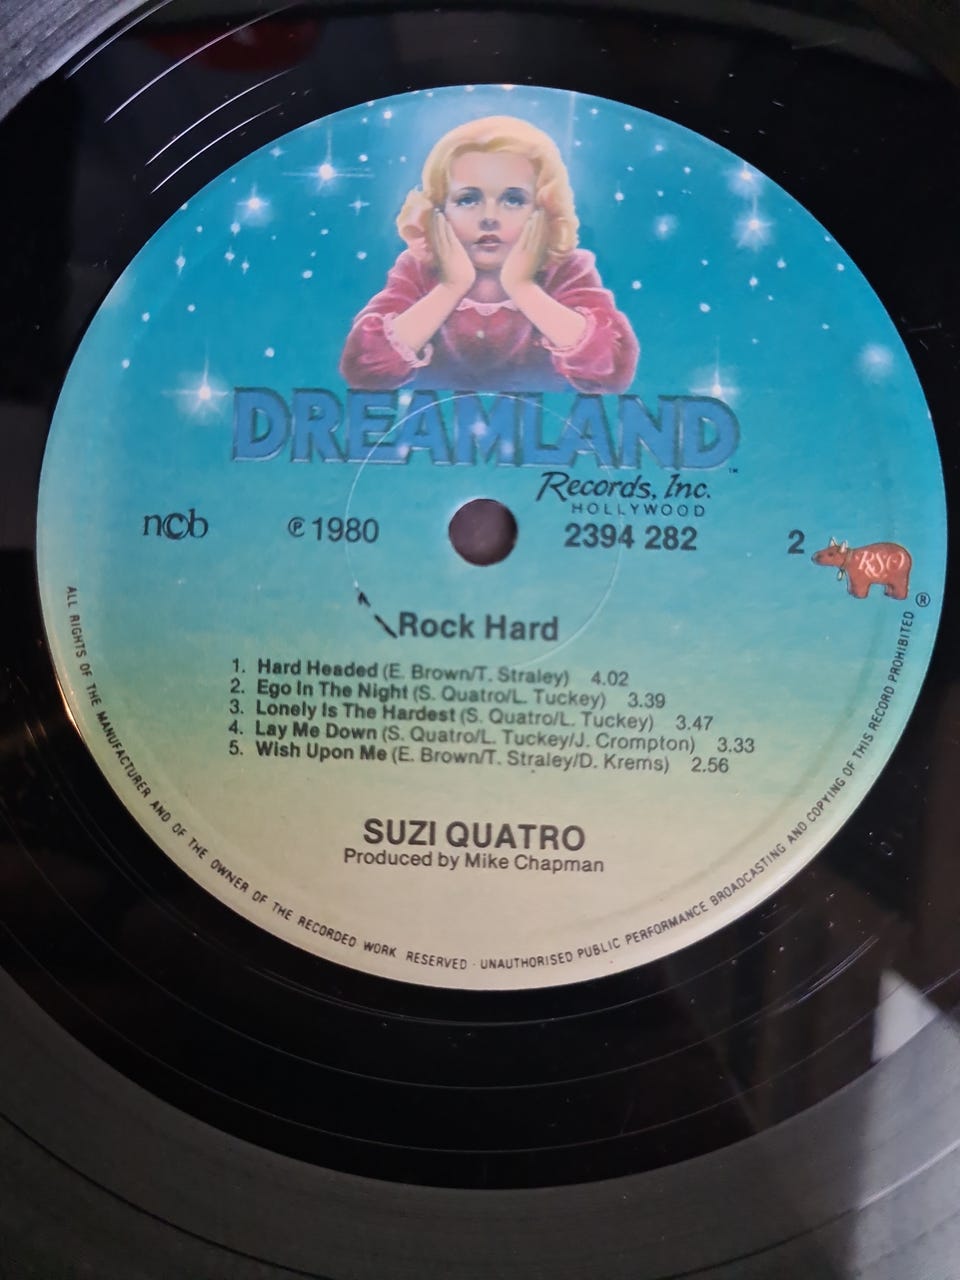 DREAMLAND™
Records, Inc.
HOLLYWOOD
ncb
℗ 1980
2394 282
2
RSO
®
Rock Hard
1. Hard Headed (E. Brown/T. Straley) 4.02
2. Ego In The Night (S. Quatro/L. Tuckey) 3.39
3. Lonely Is The Hardest (S. Quatro/L. Tuckey) 3.47
4. Lay Me Down (S. Quatro/L. Tuckey/J. Crompton) 3.33
5. Wish Upon Me (E. Brown/T. Straley/D. Krems) 2.56
SUZI QUATRO
Produced by Mike Chapman
ALL RIGHTS OF THE MANUFACTURER AND OF THE OWNER OF THE RECORDED WORK RESERVED · UNAUTHORISED PUBLIC PERFORMANCE BROADCASTING AND COPYING OF THIS RECORD PROHIBITED